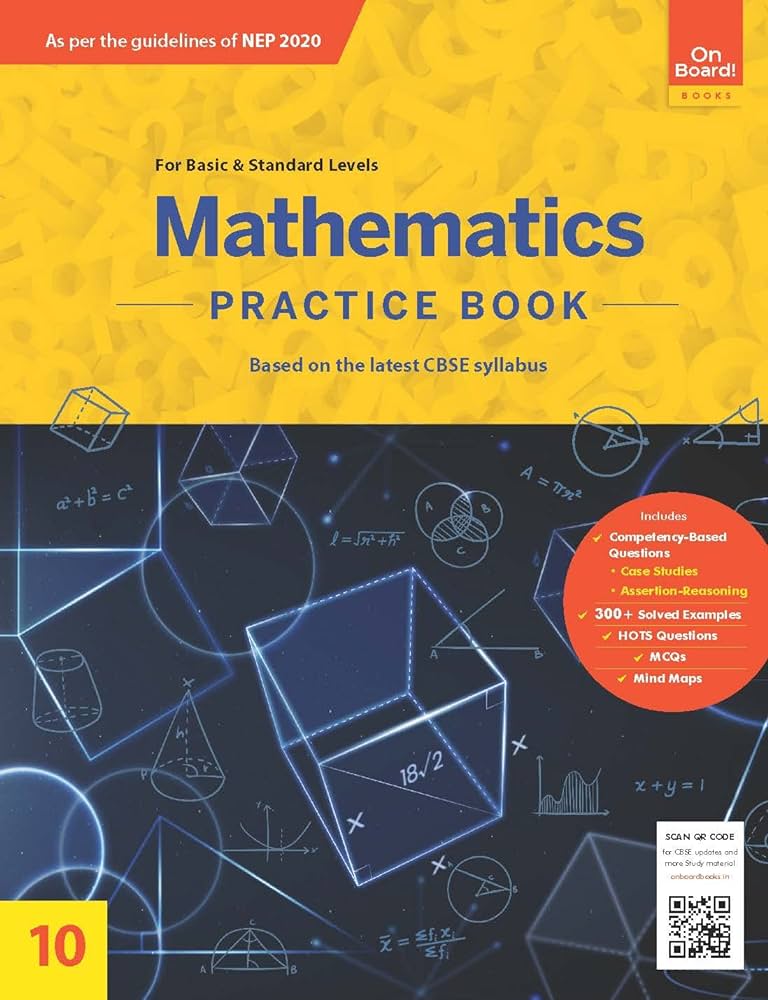 As per the guidelines of NEP 2020
On
Board!
BOOKS
For Basic & Standard Levels
Mathematics
PRACTICE BOOK
Based on the latest CBSE syllabus
a² + b² = c²
A = πr²
A
B
C
l = √r² + h²
Includes
✓ Competency-Based
Questions
• Case Studies
• Assertion-Reasoning
✓ 300+ Solved Examples
✓ HOTS Questions
✓ MCQs
✓ Mind Maps
A
B
h
r
18√2
x
x
x
x + y = 1
SCAN QR CODE
for CBSE updates and
more Study material
onboardbooks.in
C
A
B
x̄ = Σfᵢxᵢ
Σfᵢ
10